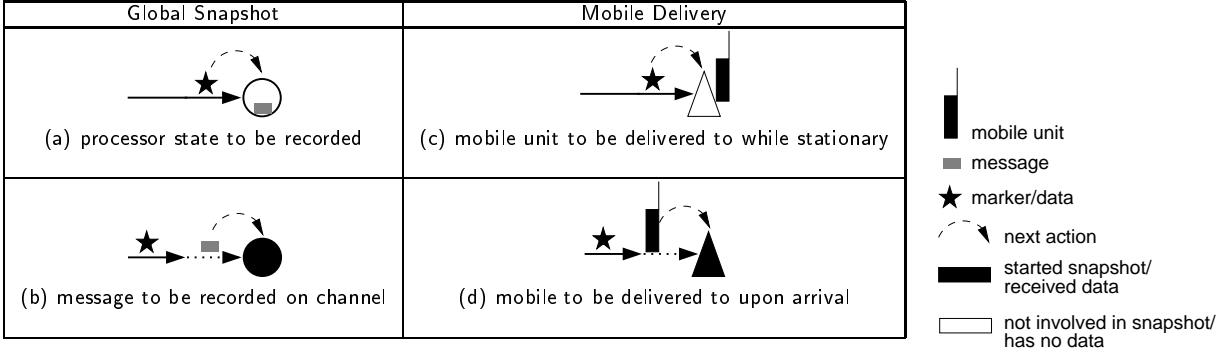 Global Snapshot
Mobile Delivery
(a) processor state to be recorded
(c) mobile unit to be delivered to while stationary
(b) message to be recorded on channel
(d) mobile to be delivered to upon arrival
mobile unit
message
marker/data
next action
started snapshot/
received data
not involved in snapshot/
has no data